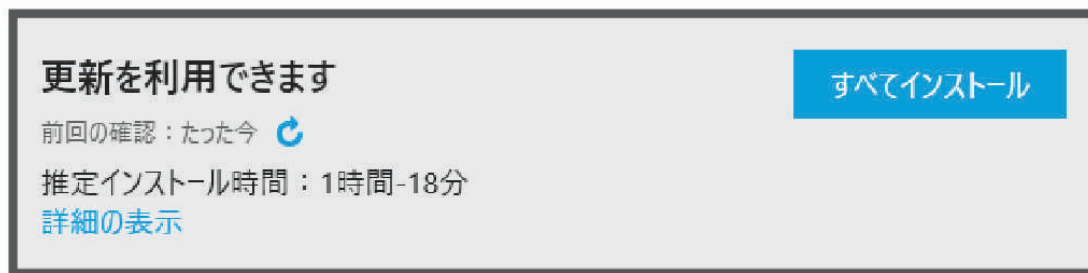 更新を利用できます
すべてインストール
前回の確認：たった今
推定インストール時間：1時間-18分
詳細の表示